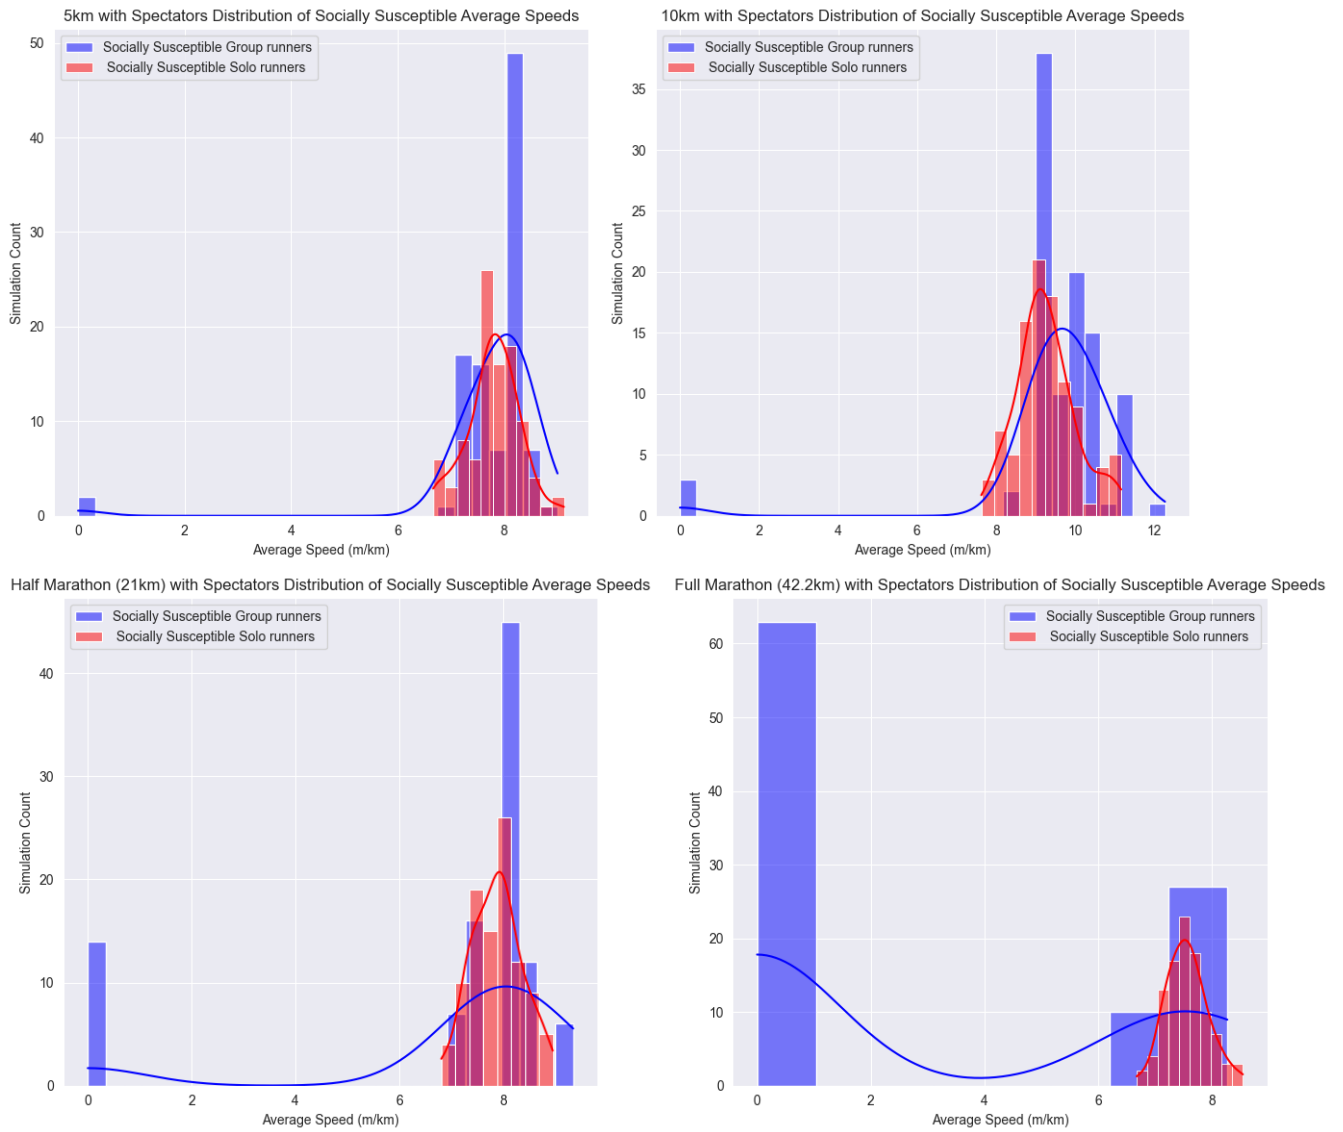 5km with Spectators Distribution of Socially Susceptible Average Speeds
Socially Susceptible Group runners
Socially Susceptible Solo runners
50
40
30
20
10
0
Simulation Count
0 2 4 6 8
Average Speed (m/km)
10km with Spectators Distribution of Socially Susceptible Average Speeds
Socially Susceptible Group runners
Socially Susceptible Solo runners
35
30
25
20
15
10
5
0
Simulation Count
0 2 4 6 8 10 12
Average Speed (m/km)
Half Marathon (21km) with Spectators Distribution of Socially Susceptible Average Speeds
Socially Susceptible Group runners
Socially Susceptible Solo runners
40
30
20
10
0
Simulation Count
0 2 4 6 8
Average Speed (m/km)
Full Marathon (42.2km) with Spectators Distribution of Socially Susceptible Average Speeds
Socially Susceptible Group runners
Socially Susceptible Solo runners
60
50
40
30
20
10
0
Simulation Count
0 2 4 6 8
Average Speed (m/km)